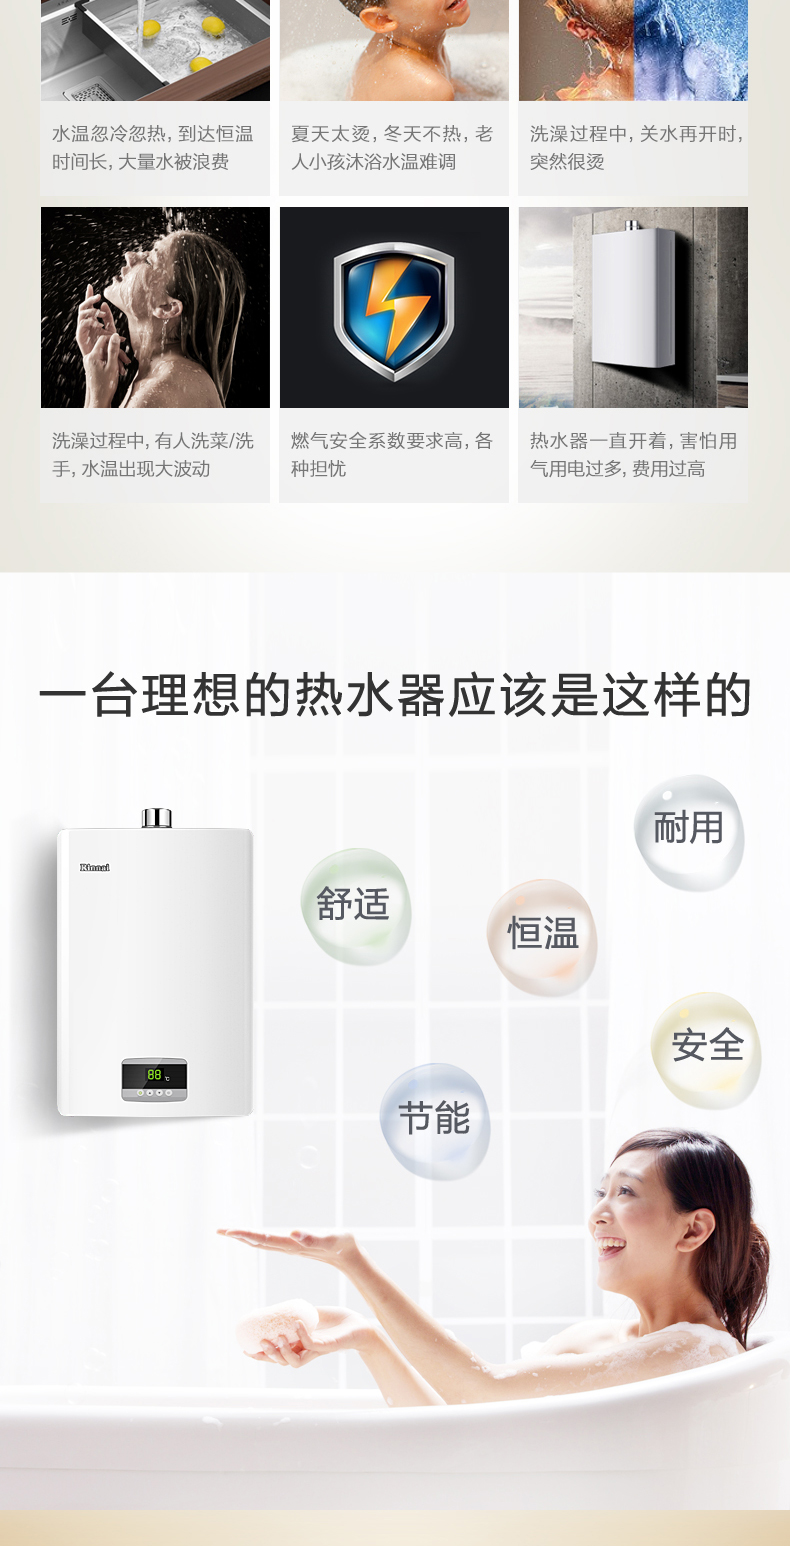 水温忽冷忽热, 到达恒温
时间长, 大量水被浪费
夏天太烫, 冬天不热, 老
人小孩沐浴水温难调
洗澡过程中, 关水再开时,
突然很烫
洗澡过程中, 有人洗菜/洗
手, 水温出现大波动
燃气安全系数要求高, 各
种担忧
热水器一直开着, 害怕用
气用电过多, 费用过高
一台理想的热水器应该是这样的
耐用
Rinnai
舒适
恒温
安全
88
℃
节能